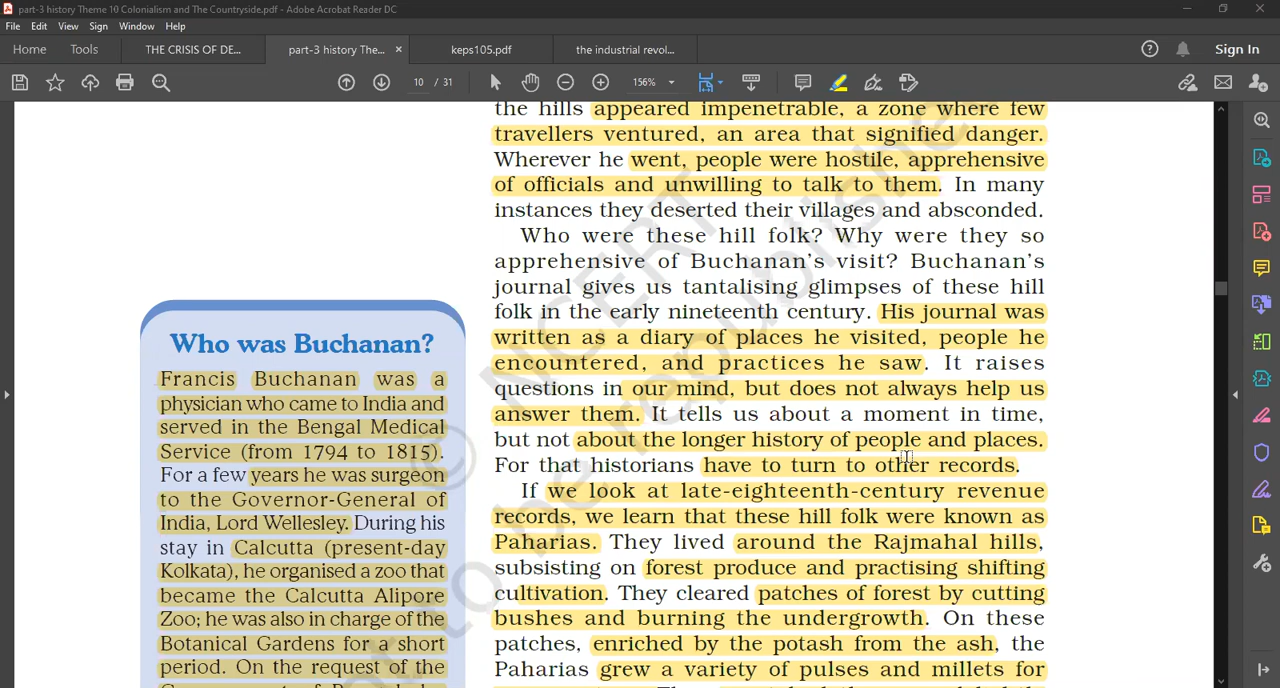 part-3 history Theme 10 Colonialism and The Countryside.pdf - Adobe Acrobat Reader DC
File Edit View Sign Window Help
Home Tools THE CRISIS OF DE... part-3 history The... × keps105.pdf the industrial revol... Sign In
10 / 31 156%
the hills appeared impenetrable, a zone where few
travellers ventured, an area that signified danger.
Wherever he went, people were hostile, apprehensive
of officials and unwilling to talk to them. In many
instances they deserted their villages and absconded.
Who were these hill folk? Why were they so
apprehensive of Buchanan's visit? Buchanan's
journal gives us tantalising glimpses of these hill
folk in the early nineteenth century. His journal was
written as a diary of places he visited, people he
encountered, and practices he saw. It raises
questions in our mind, but does not always help us
answer them. It tells us about a moment in time,
but not about the longer history of people and places.
For that historians have to turn to other records.
If we look at late-eighteenth-century revenue
records, we learn that these hill folk were known as
Paharias. They lived around the Rajmahal hills,
subsisting on forest produce and practising shifting
cultivation. They cleared patches of forest by cutting
bushes and burning the undergrowth. On these
patches, enriched by the potash from the ash, the
Paharias grew a variety of pulses and millets for
Who was Buchanan?
Francis Buchanan was a
physician who came to India and
served in the Bengal Medical
Service (from 1794 to 1815).
For a few years he was surgeon
to the Governor-General of
India, Lord Wellesley. During his
stay in Calcutta (present-day
Kolkata), he organised a zoo that
became the Calcutta Alipore
Zoo; he was also in charge of the
Botanical Gardens for a short
period. On the request of the
© NCERT
not to be republished